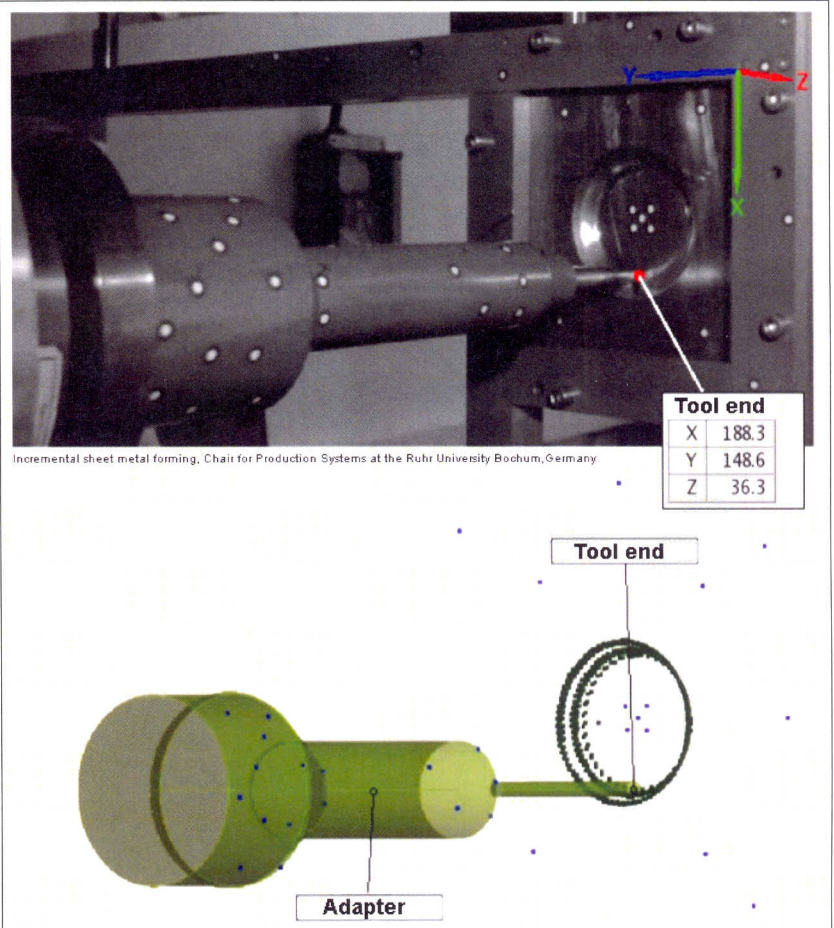 Y
Z
X
Tool end
X 188.3
Y 148.6
Z 36.3
Incremental sheet metal forming, Chair for Production Systems at the Ruhr University Bochum, Germany
Tool end
Adapter